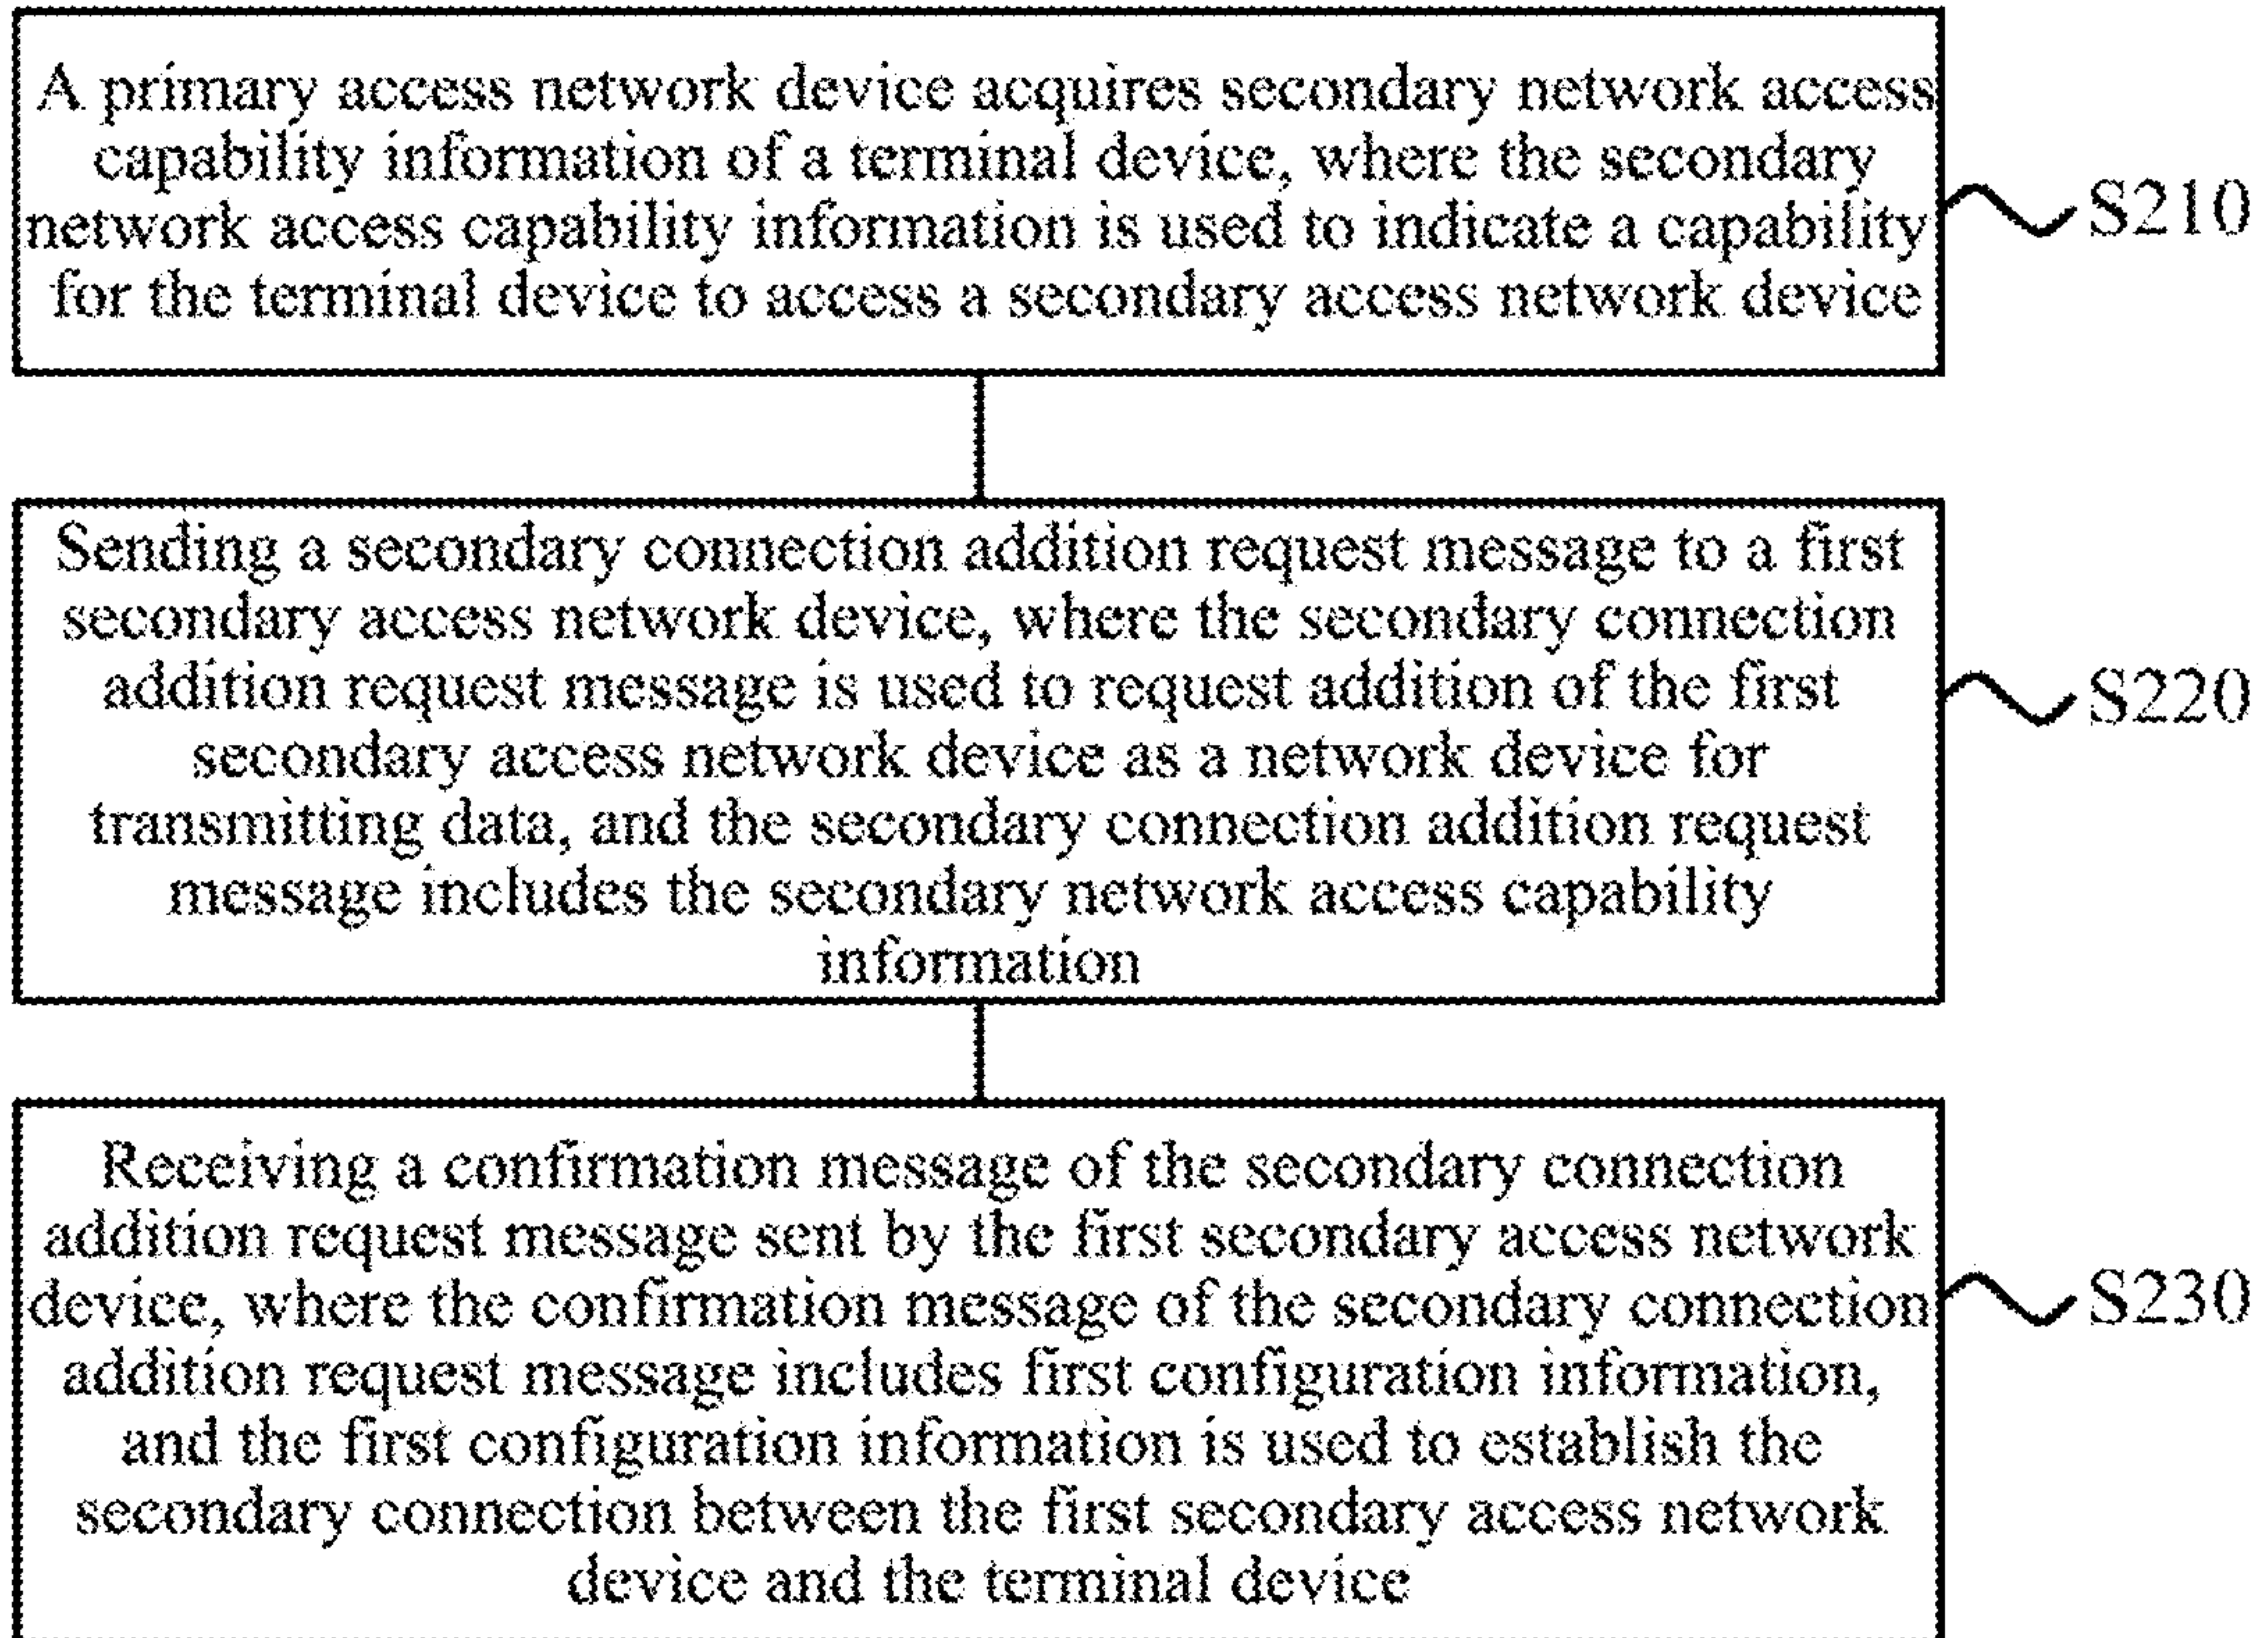 A primary access network device acquires secondary network access
capability information of a terminal device, where the secondary
network access capability information is used to indicate a capability
for the terminal device to access a secondary access network device
S210
Sending a secondary connection addition request message to a first
secondary access network device, where the secondary connection
addition request message is used to request addition of the first
secondary access network device as a network device for
transmitting data, and the secondary connection addition request
message includes the secondary network access capability
information
S220
Receiving a confirmation message of the secondary connection
addition request message sent by the first secondary access network
device, where the confirmation message of the secondary connection
addition request message includes first configuration information,
and the first configuration information is used to establish the
secondary connection between the first secondary access network
device and the terminal device
S230